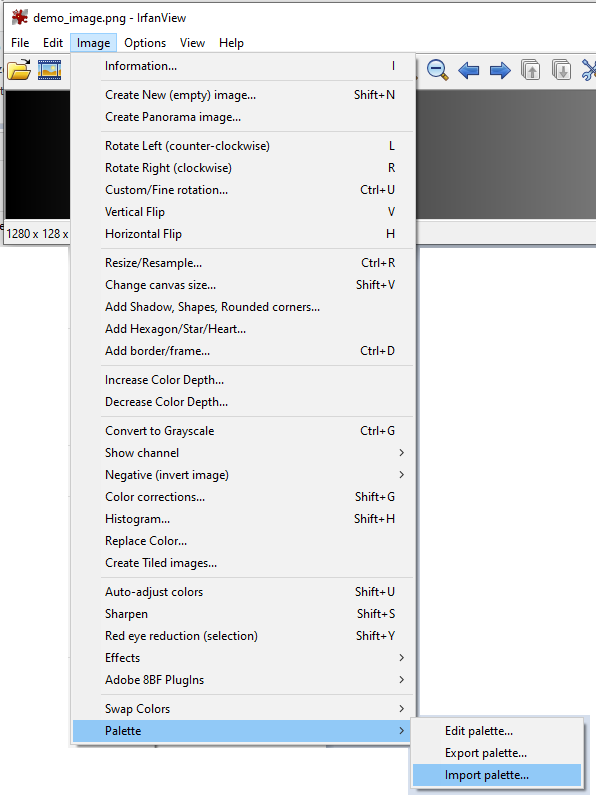 demo_image.png - IrfanView
File Edit Image Options View Help
Information... I
Create New (empty) image... Shift+N
Create Panorama image...
Rotate Left (counter-clockwise) L
Rotate Right (clockwise) R
Custom/Fine rotation... Ctrl+U
Vertical Flip V
1280 x 128 x Horizontal Flip H
Resize/Resample... Ctrl+R
Change canvas size... Shift+V
Add Shadow, Shapes, Rounded corners...
Add Hexagon/Star/Heart...
Add border/frame... Ctrl+D
Increase Color Depth...
Decrease Color Depth...
Convert to Grayscale Ctrl+G
Show channel
Negative (invert image)
Color corrections... Shift+G
Histogram... Shift+H
Replace Color...
Create Tiled images...
Auto-adjust colors Shift+U
Sharpen Shift+S
Red eye reduction (selection) Shift+Y
Effects
Adobe 8BF PlugIns
Swap Colors
Palette Edit palette...
Export palette...
Import palette...